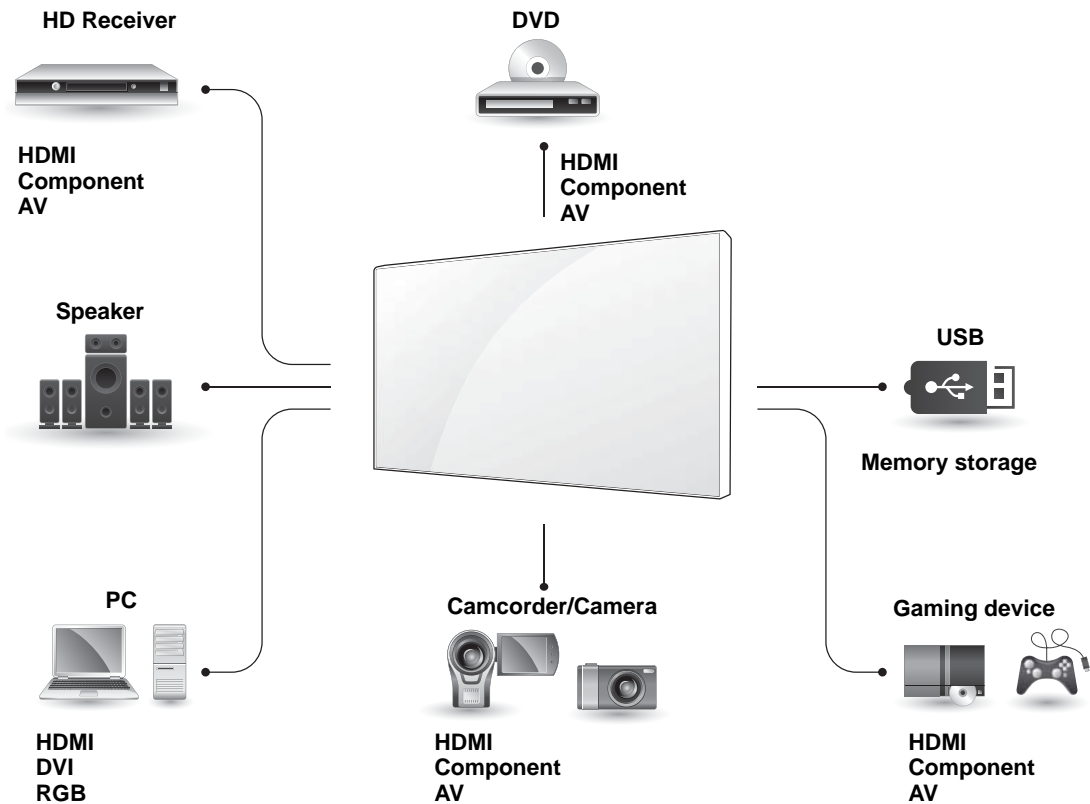 HD Receiver
HDMI
Component
AV
DVD
HDMI
Component
AV
Speaker
USB
Memory storage
PC
HDMI
DVI
RGB
Camcorder/Camera
HDMI
Component
AV
Gaming device
HDMI
Component
AV